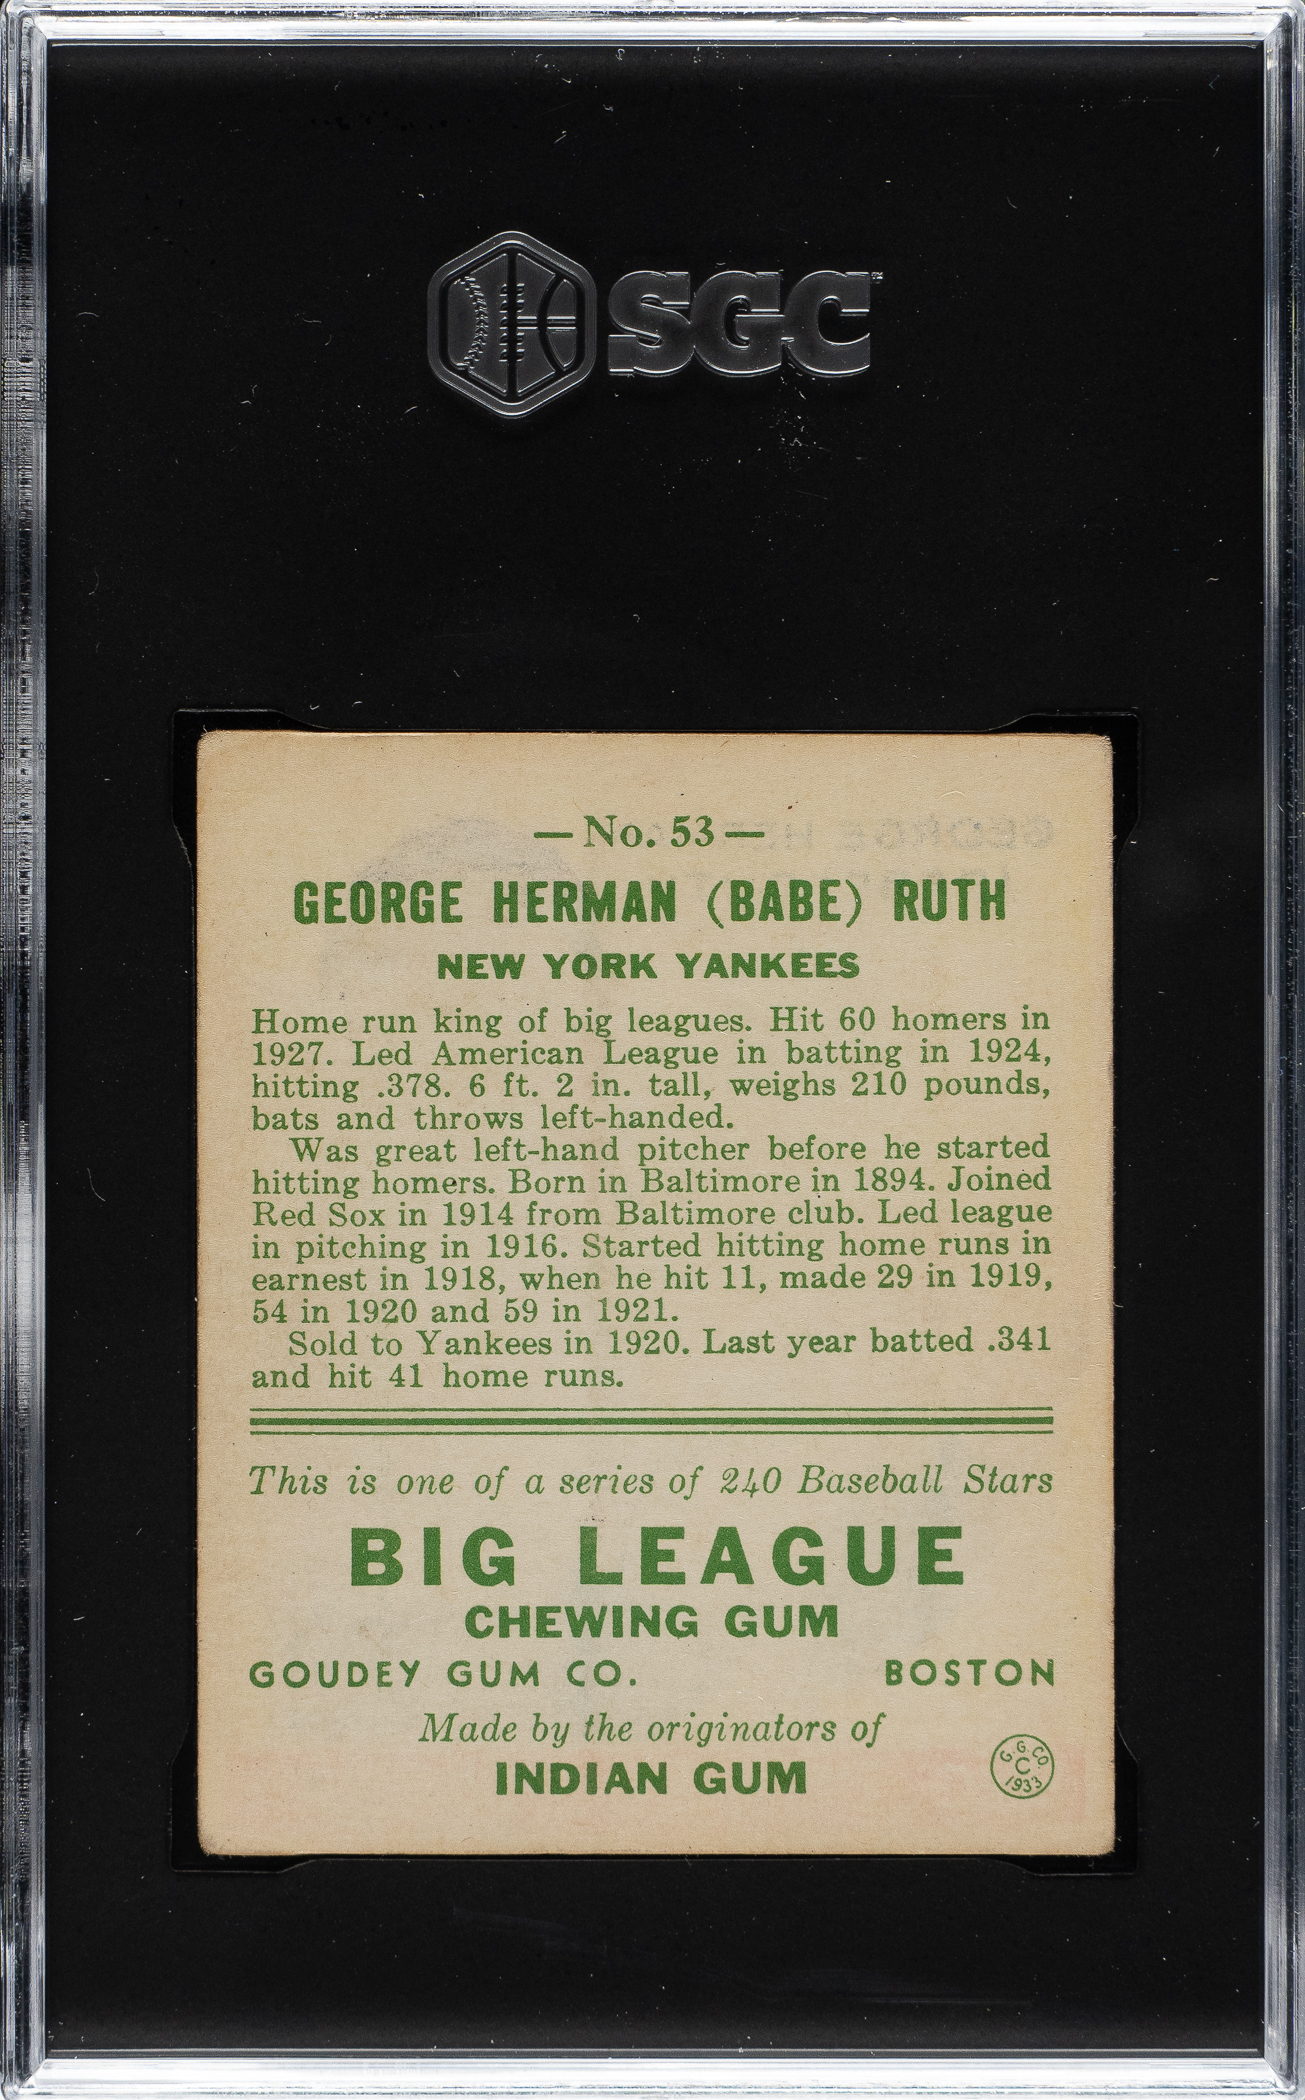 SGC™
— No. 53 —
GEORGE HERMAN (BABE) RUTH
NEW YORK YANKEES
Home run king of big leagues. Hit 60 homers in
1927. Led American League in batting in 1924,
hitting .378. 6 ft. 2 in. tall, weighs 210 pounds,
bats and throws left-handed.
Was great left-hand pitcher before he started
hitting homers. Born in Baltimore in 1894. Joined
Red Sox in 1914 from Baltimore club. Led league
in pitching in 1916. Started hitting home runs in
earnest in 1918, when he hit 11, made 29 in 1919,
54 in 1920 and 59 in 1921.
Sold to Yankees in 1920. Last year batted .341
and hit 41 home runs.
This is one of a series of 240 Baseball Stars
BIG LEAGUE
CHEWING GUM
GOUDEY GUM CO. BOSTON
Made by the originators of
INDIAN GUM
G. G. CO.
C
1933